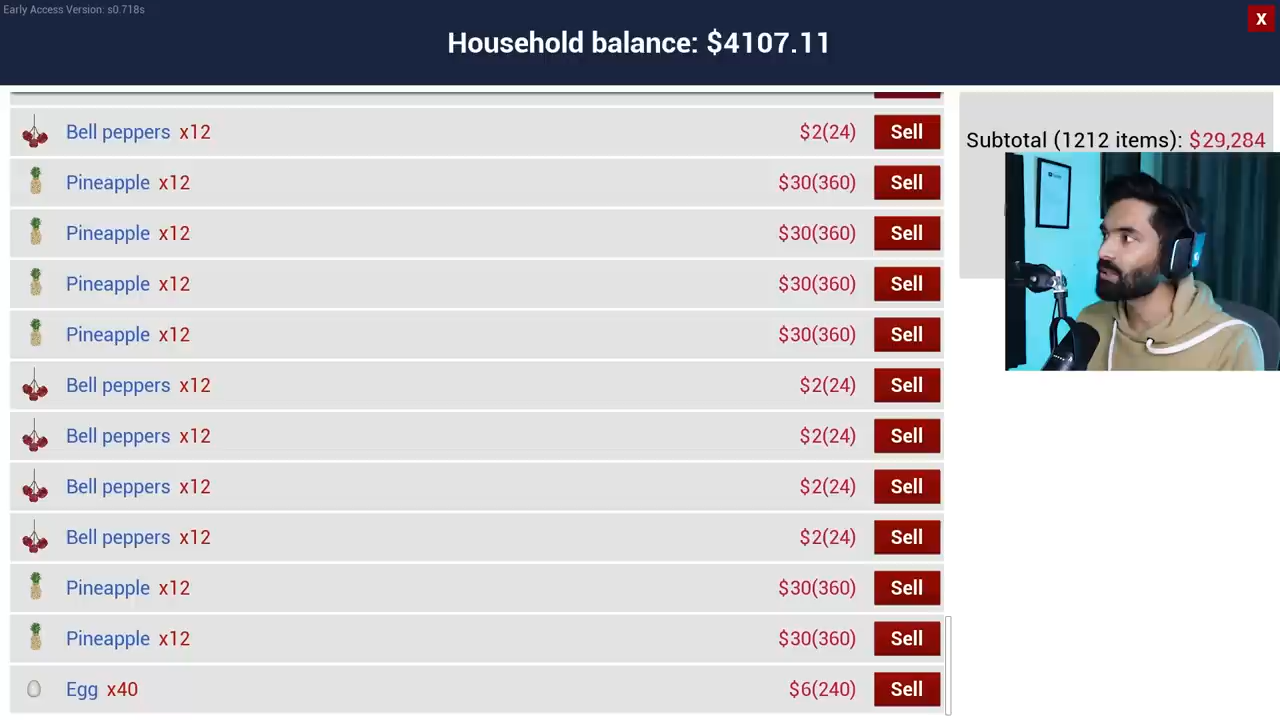 Early Access Version: s0.718s
X
Household balance: $4107.11
Bell peppers x12 $2(24) Sell
Subtotal (1212 items): $29,284
Pineapple x12 $30(360) Sell
Pineapple x12 $30(360) Sell
Pineapple x12 $30(360) Sell
Pineapple x12 $30(360) Sell
Bell peppers x12 $2(24) Sell
Bell peppers x12 $2(24) Sell
Bell peppers x12 $2(24) Sell
Bell peppers x12 $2(24) Sell
Pineapple x12 $30(360) Sell
Pineapple x12 $30(360) Sell
Egg x40 $6(240) Sell